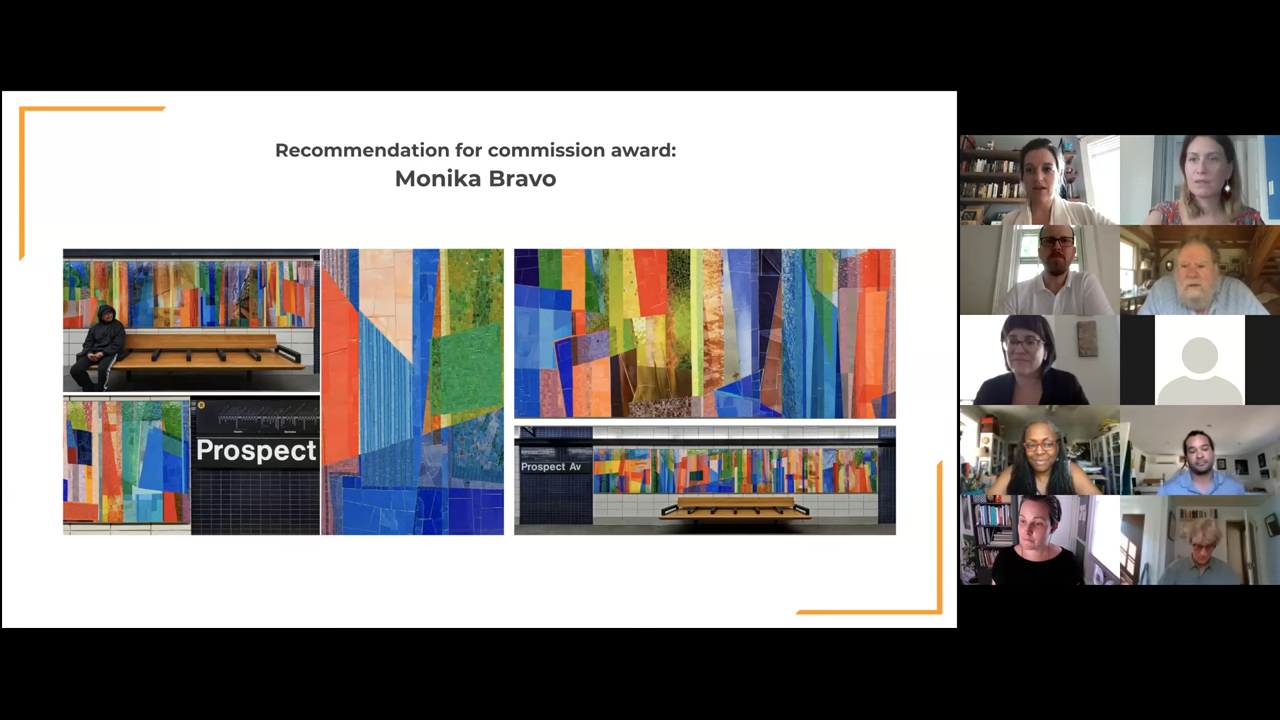 Recommendation for commission award:
Monika Bravo
Prospect
Prospect Av